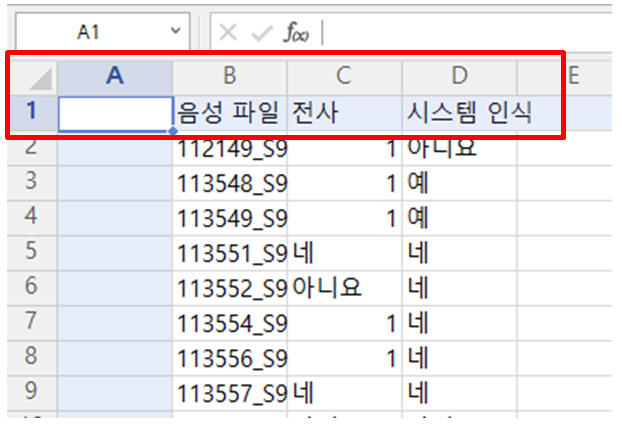 A1
fx
A B C D E
1 음성 파일 전사 시스템 인식
2 112149_S9 1 아니요
3 113548_S9 1 예
4 113549_S9 1 예
5 113551_S9 네 네
6 113552_S9 아니요 네
7 113554_S9 1 네
8 113556_S9 1 네
9 113557_S9 네 네